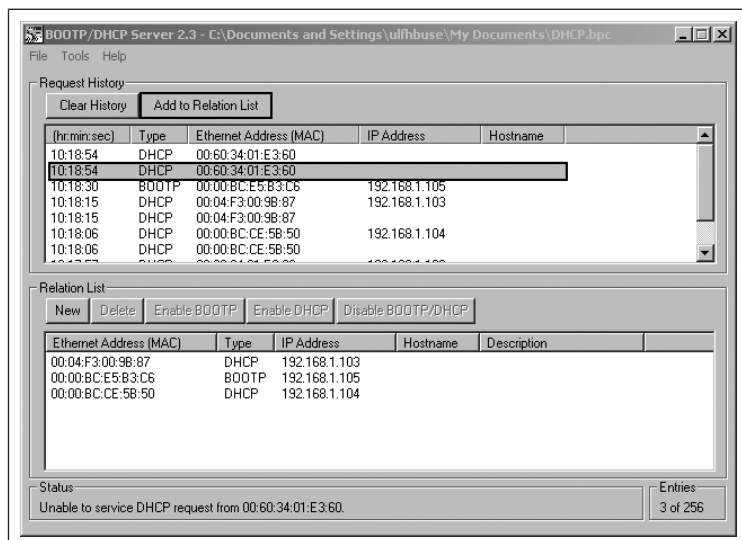 BOOTP/DHCP Server 2.3 - C:\Documents and Settings\ulfhbuse\My Documents\DHCP.bpc
File Tools Help
Request History
Clear History Add to Relation List
(hr:min:sec) Type Ethernet Address (MAC) IP Address Hostname
10:18:54 DHCP 00:60:34:01:E3:60
10:18:54 DHCP 00:60:34:01:E3:60
10:18:30 BOOTP 00:00:BC:E5:B3:C6 192.168.1.105
10:18:15 DHCP 00:04:F3:00:9B:87 192.168.1.103
10:18:15 DHCP 00:04:F3:00:9B:87
10:18:06 DHCP 00:00:BC:CE:5B:50 192.168.1.104
10:18:06 DHCP 00:00:BC:CE:5B:50
Relation List
New Delete Enable BOOTP Enable DHCP Disable BOOTP/DHCP
Ethernet Address (MAC) Type IP Address Hostname Description
00:04:F3:00:9B:87 DHCP 192.168.1.103
00:00:BC:E5:B3:C6 BOOTP 192.168.1.105
00:00:BC:CE:5B:50 DHCP 192.168.1.104
Status
Unable to service DHCP request from 00:60:34:01:E3:60.
Entries
3 of 256